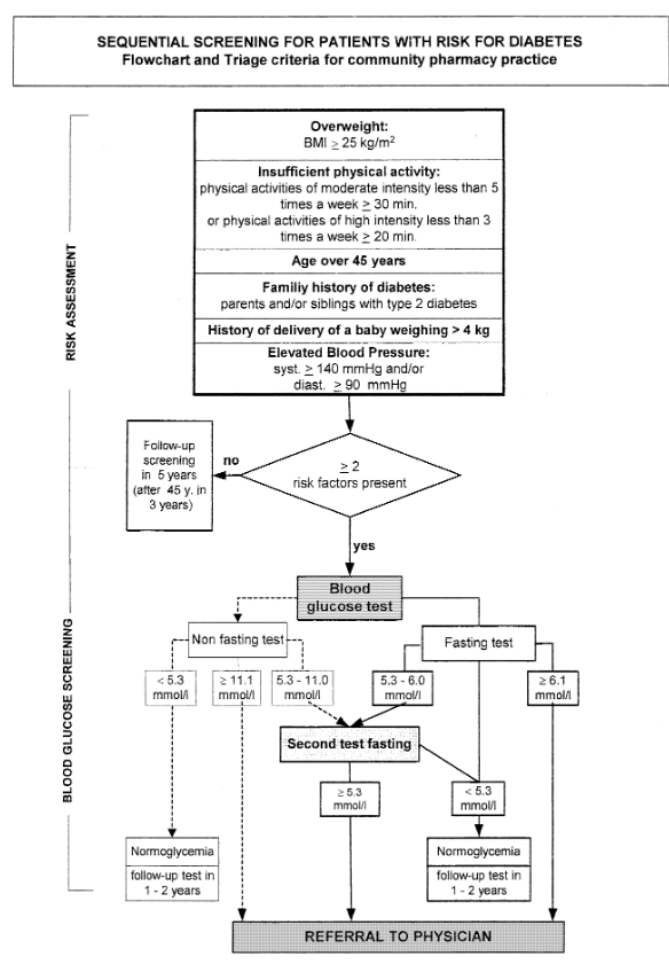 SEQUENTIAL SCREENING FOR PATIENTS WITH RISK FOR DIABETES
Flowchart and Triage criteria for community pharmacy practice
RISK ASSESSMENT
Overweight:
BMI ≥ 25 kg/m²
Insufficient physical activity:
physical activities of moderate intensity less than 5
times a week ≥ 30 min.
or physical activities of high intensity less than 3
times a week ≥ 20 min.
Age over 45 years
Familiy history of diabetes:
parents and/or siblings with type 2 diabetes
History of delivery of a baby weighing > 4 kg
Elevated Blood Pressure:
syst. ≥ 140 mmHg and/or
diast. ≥ 90 mmHg
Follow-up
screening
in 5 years
(after 45 y. in
3 years)
no
≥ 2
risk factors present
yes
BLOOD GLUCOSE SCREENING
Blood
glucose test
Non fasting test
Fasting test
< 5.3
mmol/l
≥ 11.1
mmol/l
5.3 - 11.0
mmol/l
5.3 - 6.0
mmol/l
≥ 6.1
mmol/l
Second test fasting
≥ 5.3
mmol/l
< 5.3
mmol/l
Normoglycemia
follow-up test in
1 - 2 years
Normoglycemia
follow-up test in
1 - 2 years
REFERRAL TO PHYSICIAN